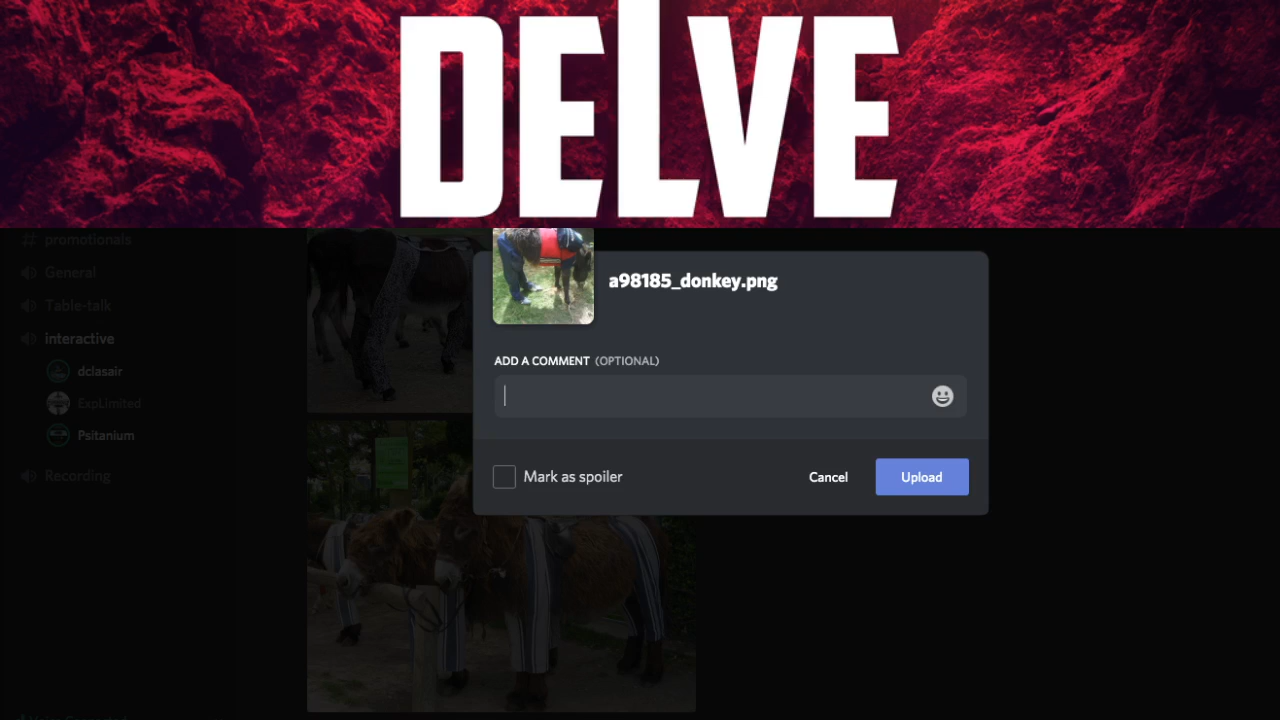 DELVE
# promotionals
General
Table-talk
interactive
dclasair
ExpLimited
Psitanium
Recording
a98185_donkey.png
ADD A COMMENT (OPTIONAL)
Mark as spoiler
Cancel
Upload